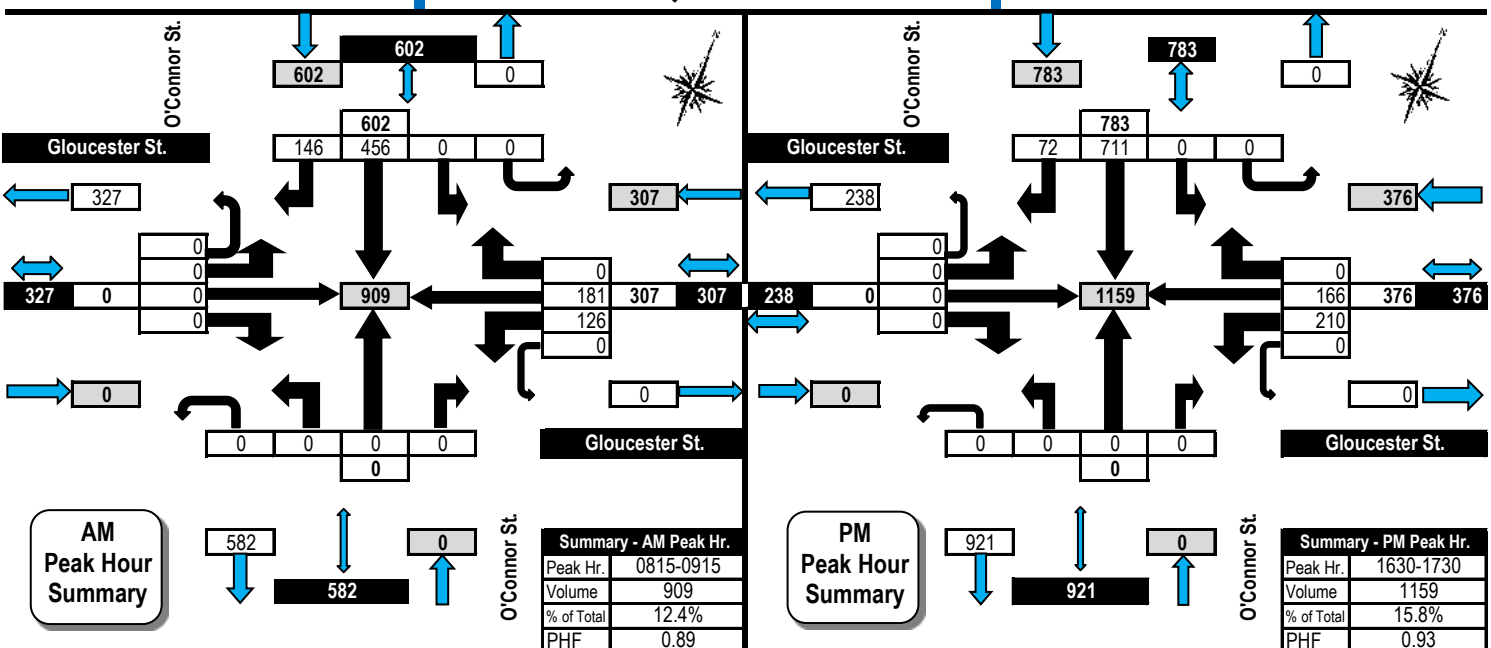 O'Connor St.
602
602
0
602
146 456 0 0
Gloucester St.
327
307
0
0
0
0
327 0
909
0
181
126
0
307 307
0
0
0 0 0 0
0
Gloucester St.
AM
Peak Hour
Summary
582
0
582
O'Connor St.
Summary - AM Peak Hr.
Peak Hr. 0815-0915
Volume 909
% of Total 12.4%
PHF 0.89
O'Connor St.
783
783
0
783
72 711 0 0
Gloucester St.
238
376
0
0
0
0
238 0
1159
0
166
210
0
376 376
0
0
0 0 0 0
0
Gloucester St.
PM
Peak Hour
Summary
921
0
921
O'Connor St.
Summary - PM Peak Hr.
Peak Hr. 1630-1730
Volume 1159
% of Total 15.8%
PHF 0.93